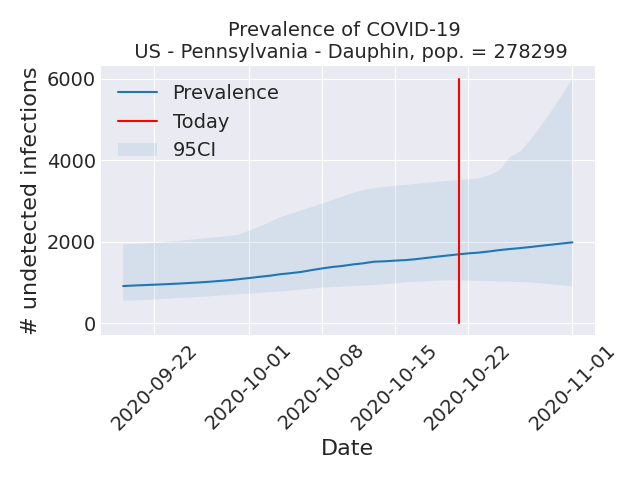 Prevalence of COVID-19
US - Pennsylvania - Dauphin, pop. = 278299
# undetected infections
6000
4000
2000
0
Prevalence
Today
95CI
2020-09-22
2020-10-01
2020-10-08
2020-10-15
2020-10-22
2020-11-01
Date